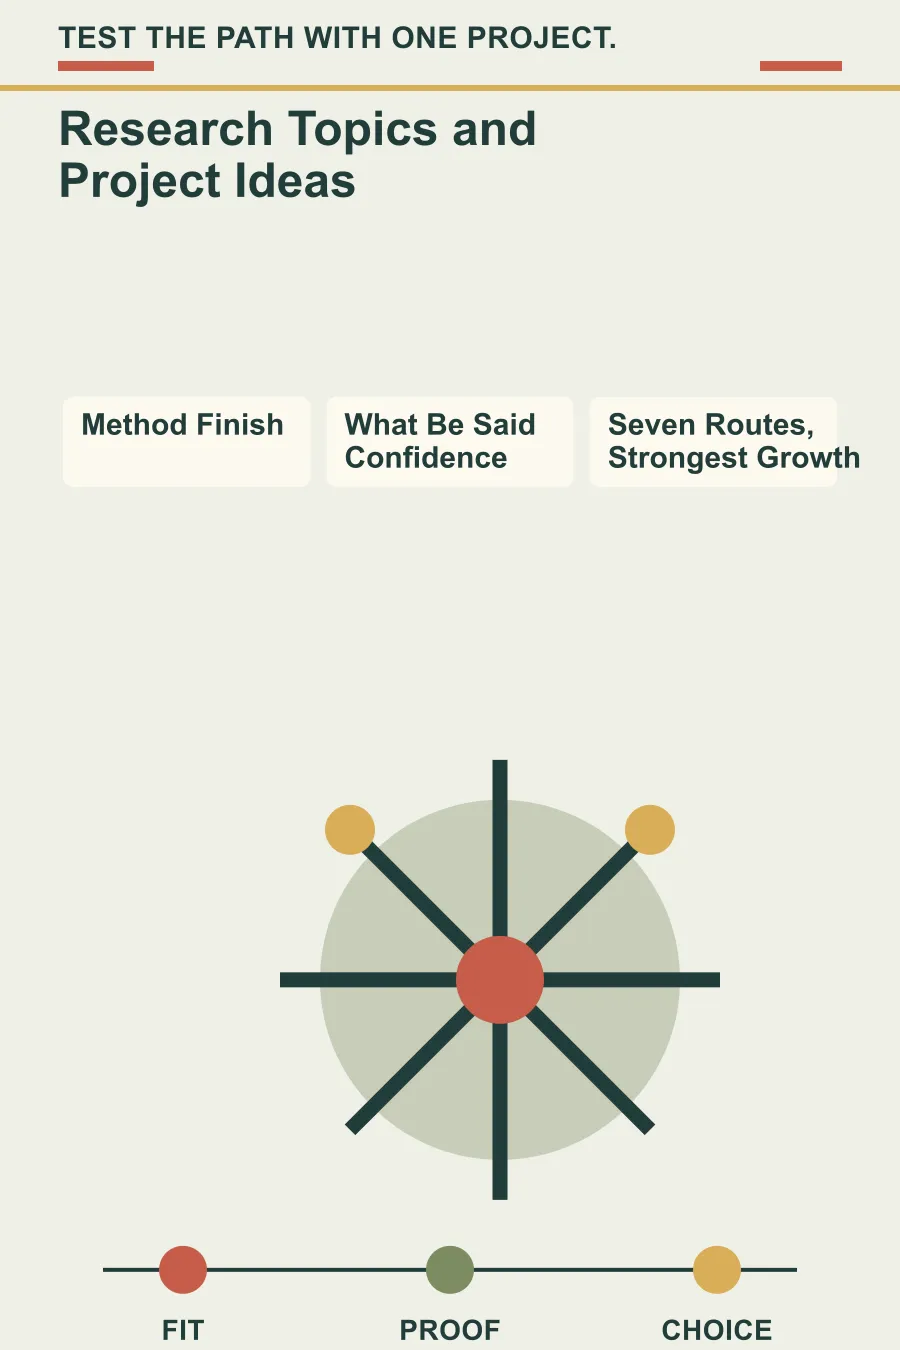 TEST THE PATH WITH ONE PROJECT.
Research Topics and
Project Ideas
Method Finish
What Be Said
Confidence
Seven Routes,
Strongest Growth
FIT
PROOF
CHOICE